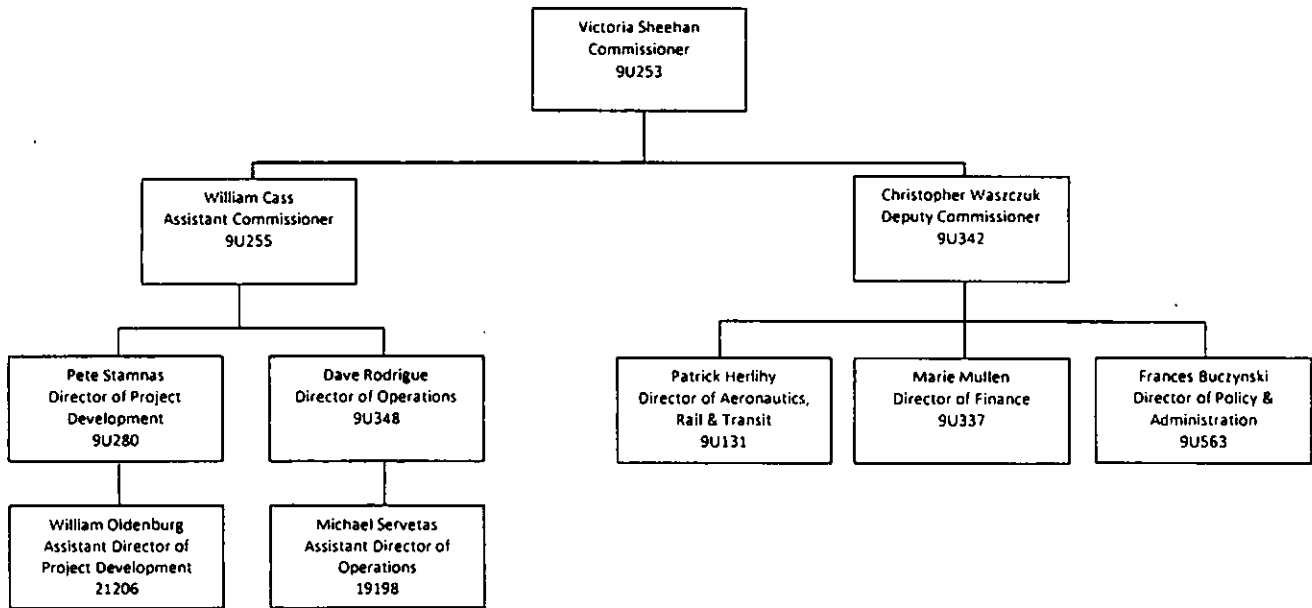 Victoria Sheehan
Commissioner
9U253
William Cass
Assistant Commissioner
9U255
Christopher Waszczuk
Deputy Commissioner
9U342
Pete Stamnas
Director of Project
Development
9U280
Dave Rodrigue
Director of Operations
9U348
Patrick Herlihy
Director of Aeronautics,
Rail & Transit
9U131
Marie Mullen
Director of Finance
9U337
Frances Buczynski
Director of Policy &
Administration
9U563
William Oldenburg
Assistant Director of
Project Development
21206
Michael Servetas
Assistant Director of
Operations
19198